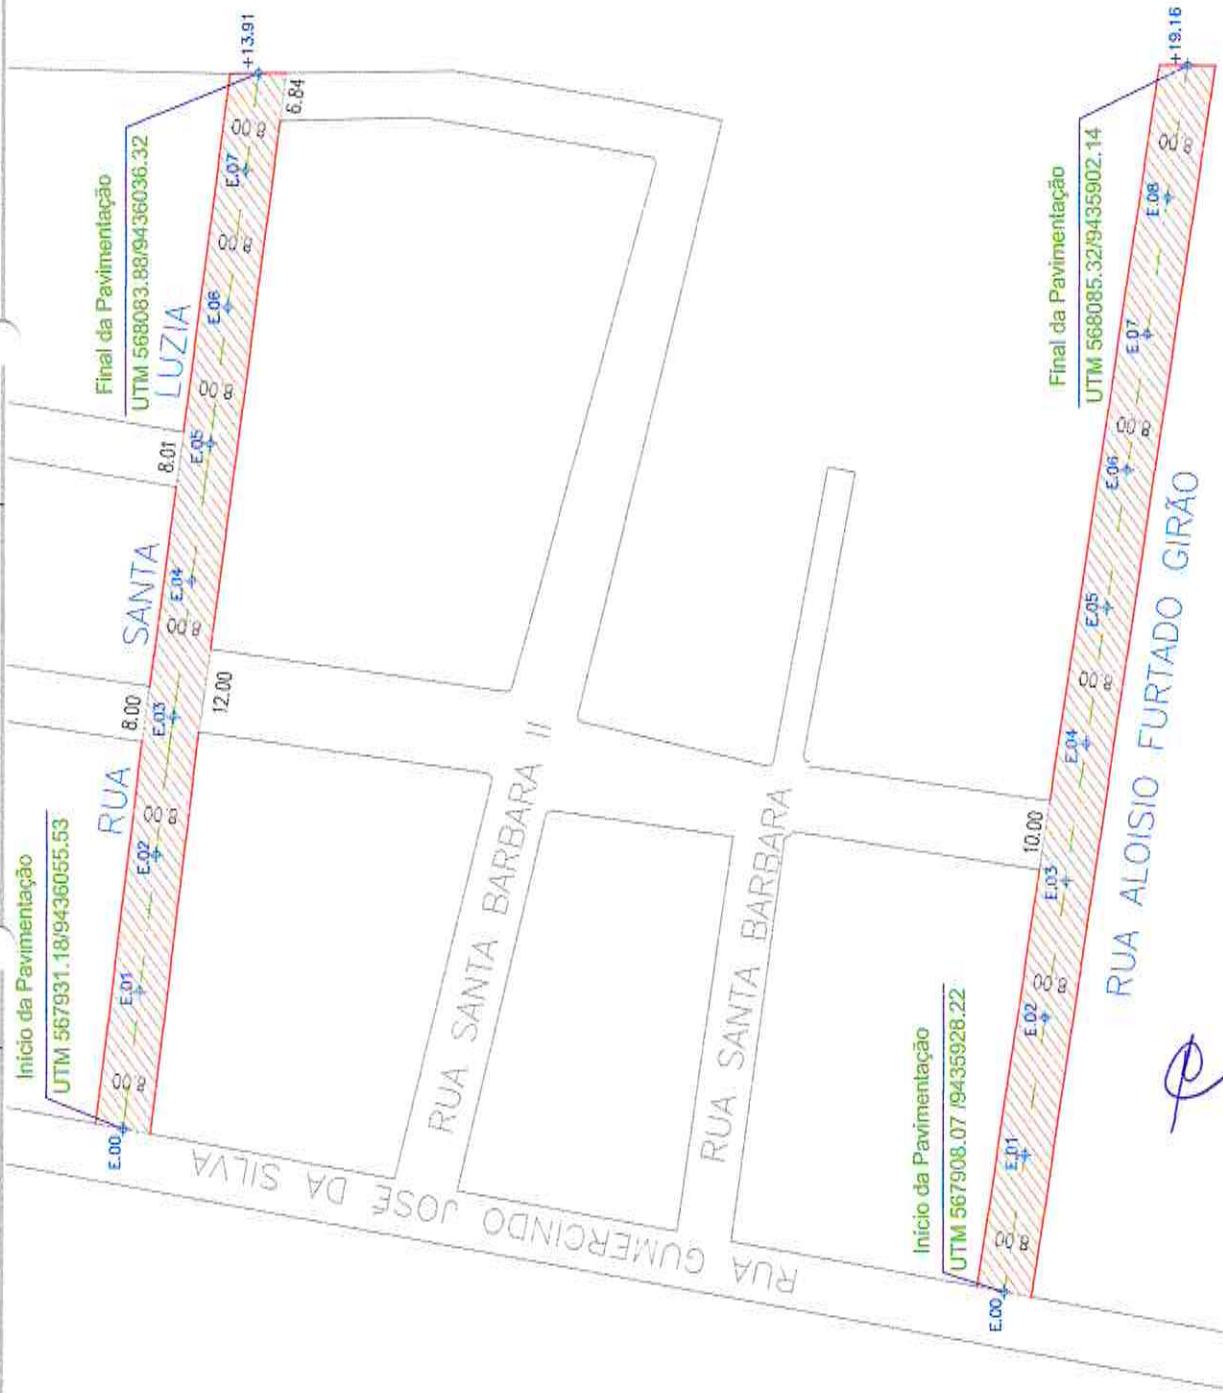 Início da Pavimentação
UTM 567931.18/9436055.53
Final da Pavimentação
UTM 568083.88/9436036.32
RUA SANTA LUZIA
E.00
E.01
E.02
E.03
E.04
E.05
E.06
E.07
+13.91
8.00
8.00
8.00
8.00
8.00
8.00
8.00
8.01
12.00
6.84
RUA GUMERCINDO JOSÉ DA SILVA
RUA SANTA BARBARA II
RUA SANTA BARBARA I
Início da Pavimentação
UTM 567908.07 /9435928.22
Final da Pavimentação
UTM 568085.32/9435902.14
E.00
E.01
E.02
E.03
E.04
E.05
E.06
E.07
E.08
+19.16
8.00
8.00
8.00
8.00
8.00
10.00
RUA ALOISIO FURTADO GIRÃO